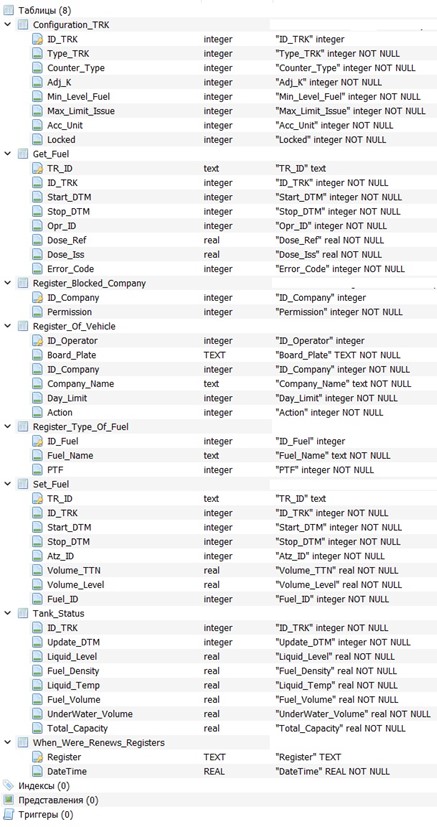 Таблицы (8)
Configuration_TRK
ID_TRK integer "ID_TRK" integer
Type_TRK integer "Type_TRK" integer NOT NULL
Counter_Type integer "Counter_Type" integer NOT NULL
Adj_K integer "Adj_K" integer NOT NULL
Min_Level_Fuel integer "Min_Level_Fuel" integer NOT NULL
Max_Limit_Issue integer "Max_Limit_Issue" integer NOT NULL
Acc_Unit integer "Acc_Unit" integer NOT NULL
Locked integer "Locked" integer NOT NULL
Get_Fuel
TR_ID text "TR_ID" text
ID_TRK integer "ID_TRK" integer NOT NULL
Start_DTM integer "Start_DTM" integer NOT NULL
Stop_DTM integer "Stop_DTM" integer NOT NULL
Opr_ID integer "Opr_ID" integer NOT NULL
Dose_Ref real "Dose_Ref" real NOT NULL
Dose_Iss real "Dose_Iss" real NOT NULL
Error_Code integer "Error_Code" integer NOT NULL
Register_Blocked_Company
ID_Company integer "ID_Company" integer
Permission integer "Permission" integer NOT NULL
Register_Of_Vehicle
ID_Operator integer "ID_Operator" integer
Board_Plate TEXT "Board_Plate" TEXT NOT NULL
ID_Company integer "ID_Company" integer NOT NULL
Company_Name text "Company_Name" text NOT NULL
Day_Limit integer "Day_Limit" integer NOT NULL
Action integer "Action" integer NOT NULL
Register_Type_Of_Fuel
ID_Fuel integer "ID_Fuel" integer
Fuel_Name text "Fuel_Name" text NOT NULL
PTF integer "PTF" integer NOT NULL
Set_Fuel
TR_ID text "TR_ID" text
ID_TRK integer "ID_TRK" integer NOT NULL
Start_DTM integer "Start_DTM" integer NOT NULL
Stop_DTM integer "Stop_DTM" integer NOT NULL
Atz_ID integer "Atz_ID" integer NOT NULL
Volume_TTN real "Volume_TTN" real NOT NULL
Volume_Level real "Volume_Level" real NOT NULL
Fuel_ID integer "Fuel_ID" integer NOT NULL
Tank_Status
ID_TRK integer "ID_TRK" integer NOT NULL
Update_DTM integer "Update_DTM" integer NOT NULL
Liquid_Level real "Liquid_Level" real NOT NULL
Fuel_Density real "Fuel_Density" real NOT NULL
Liquid_Temp real "Liquid_Temp" real NOT NULL
Fuel_Volume real "Fuel_Volume" real NOT NULL
UnderWater_Volume real "UnderWater_Volume" real NOT NULL
Total_Capacity real "Total_Capacity" real NOT NULL
When_Were_Renews_Registers
Register TEXT "Register" TEXT
DateTime REAL "DateTime" REAL NOT NULL
Индексы (0)
Представления (0)
Триггеры (0)